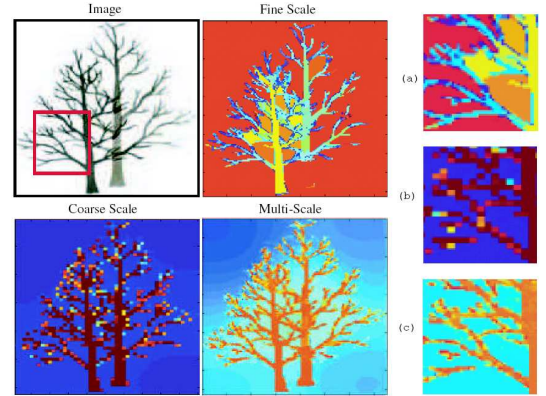 Image
Fine Scale
(a)
(b)
Coarse Scale
Multi-Scale
(c)